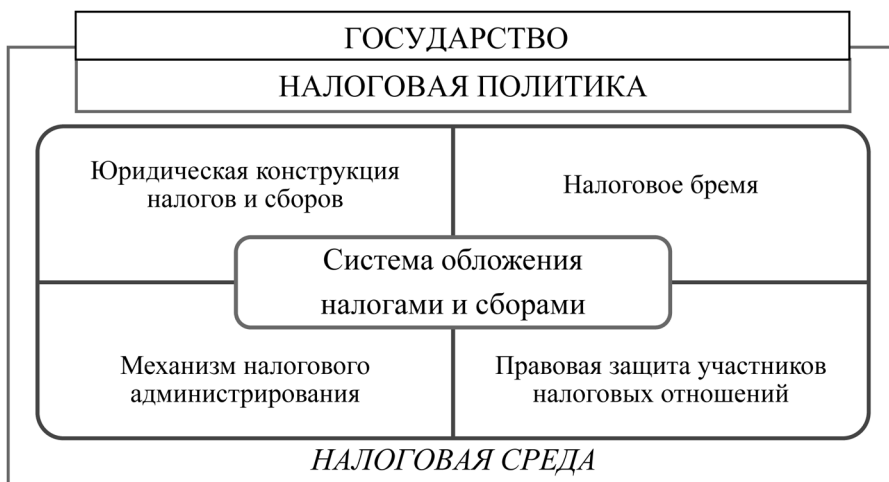 ГОСУДАРСТВО
НАЛОГОВАЯ ПОЛИТИКА
Юридическая конструкция
налогов и сборов
Налоговое бремя
Система обложения
налогами и сборами
Механизм налогового
администрирования
Правовая защита участников
налоговых отношений
НАЛОГОВАЯ СРЕДА